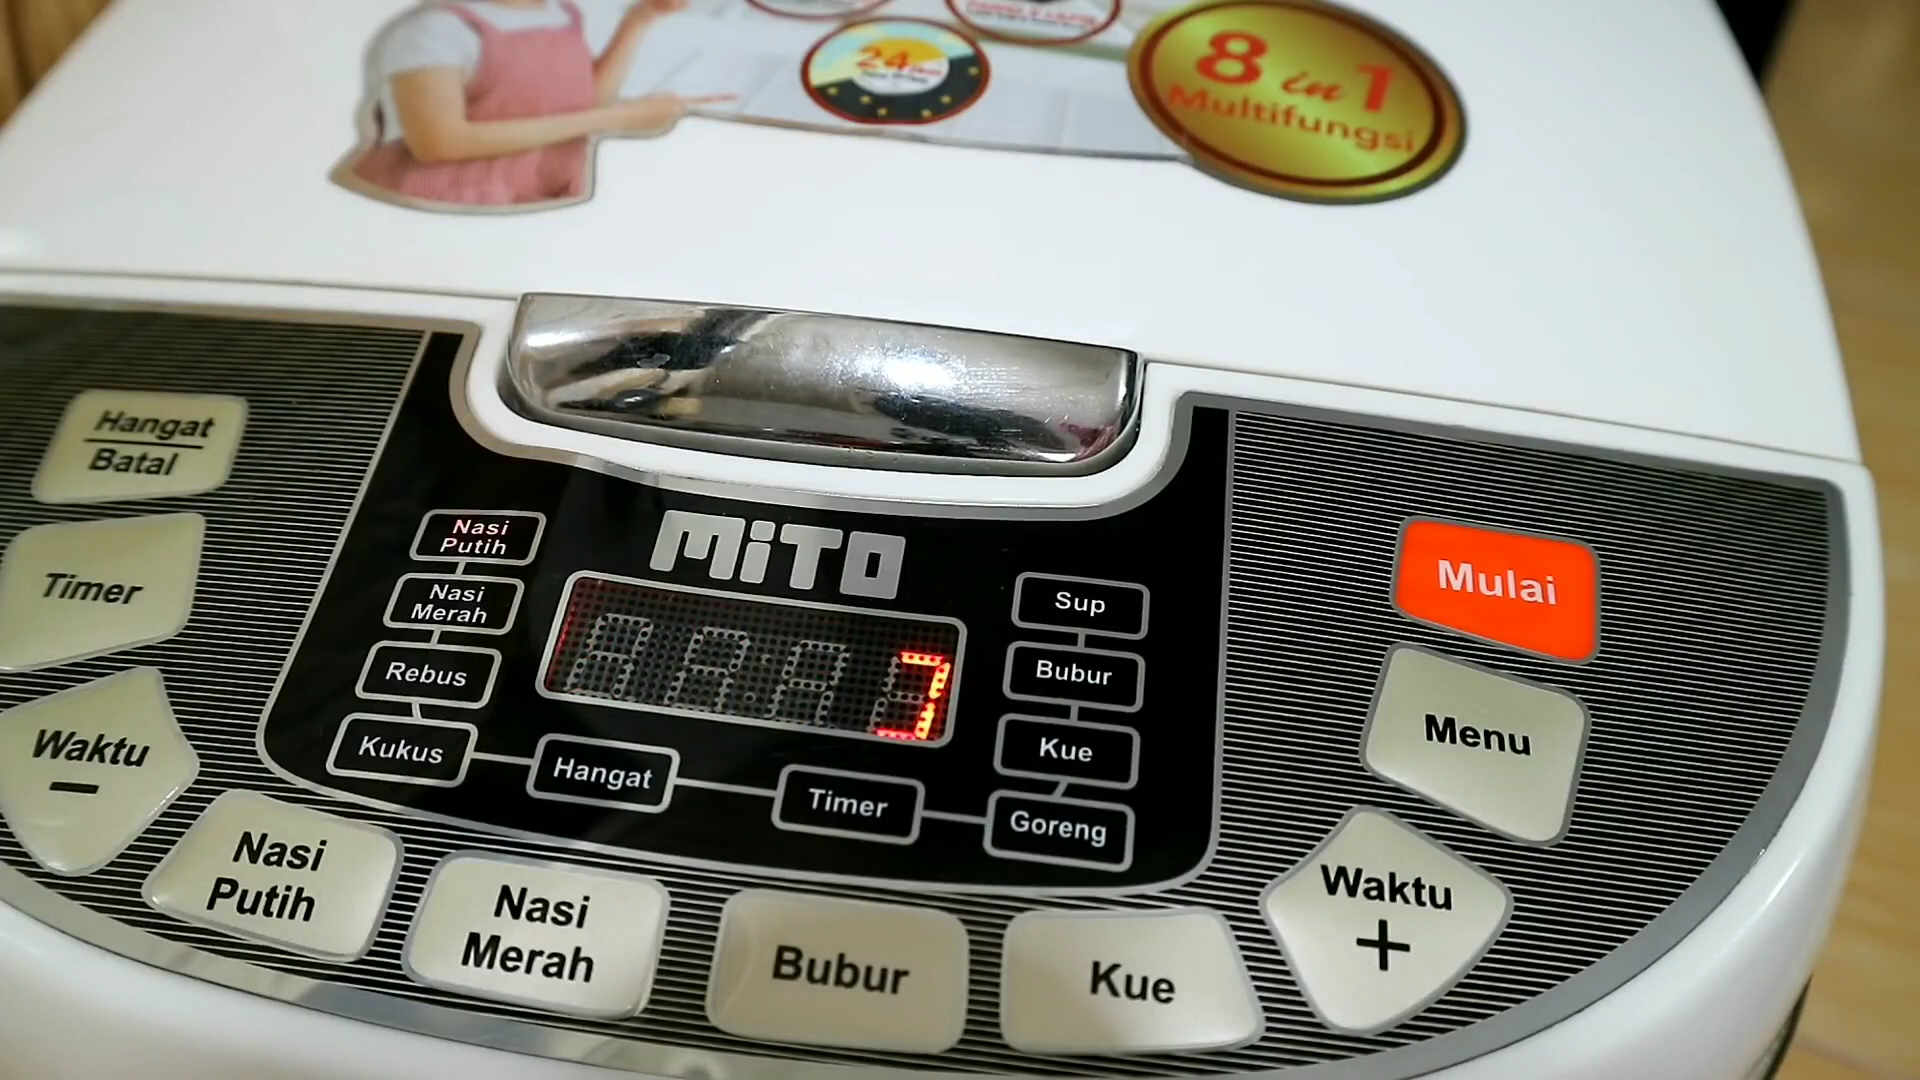 24
8 in 1
Multifungsi
Hangat
Batal
Timer
Waktu
−
Nasi
Putih
Nasi
Merah
Rebus
Kukus
Hangat
MiTO
Timer
Sup
Bubur
Kue
Goreng
Mulai
Menu
Waktu
+
Nasi
Putih
Nasi
Merah
Bubur
Kue